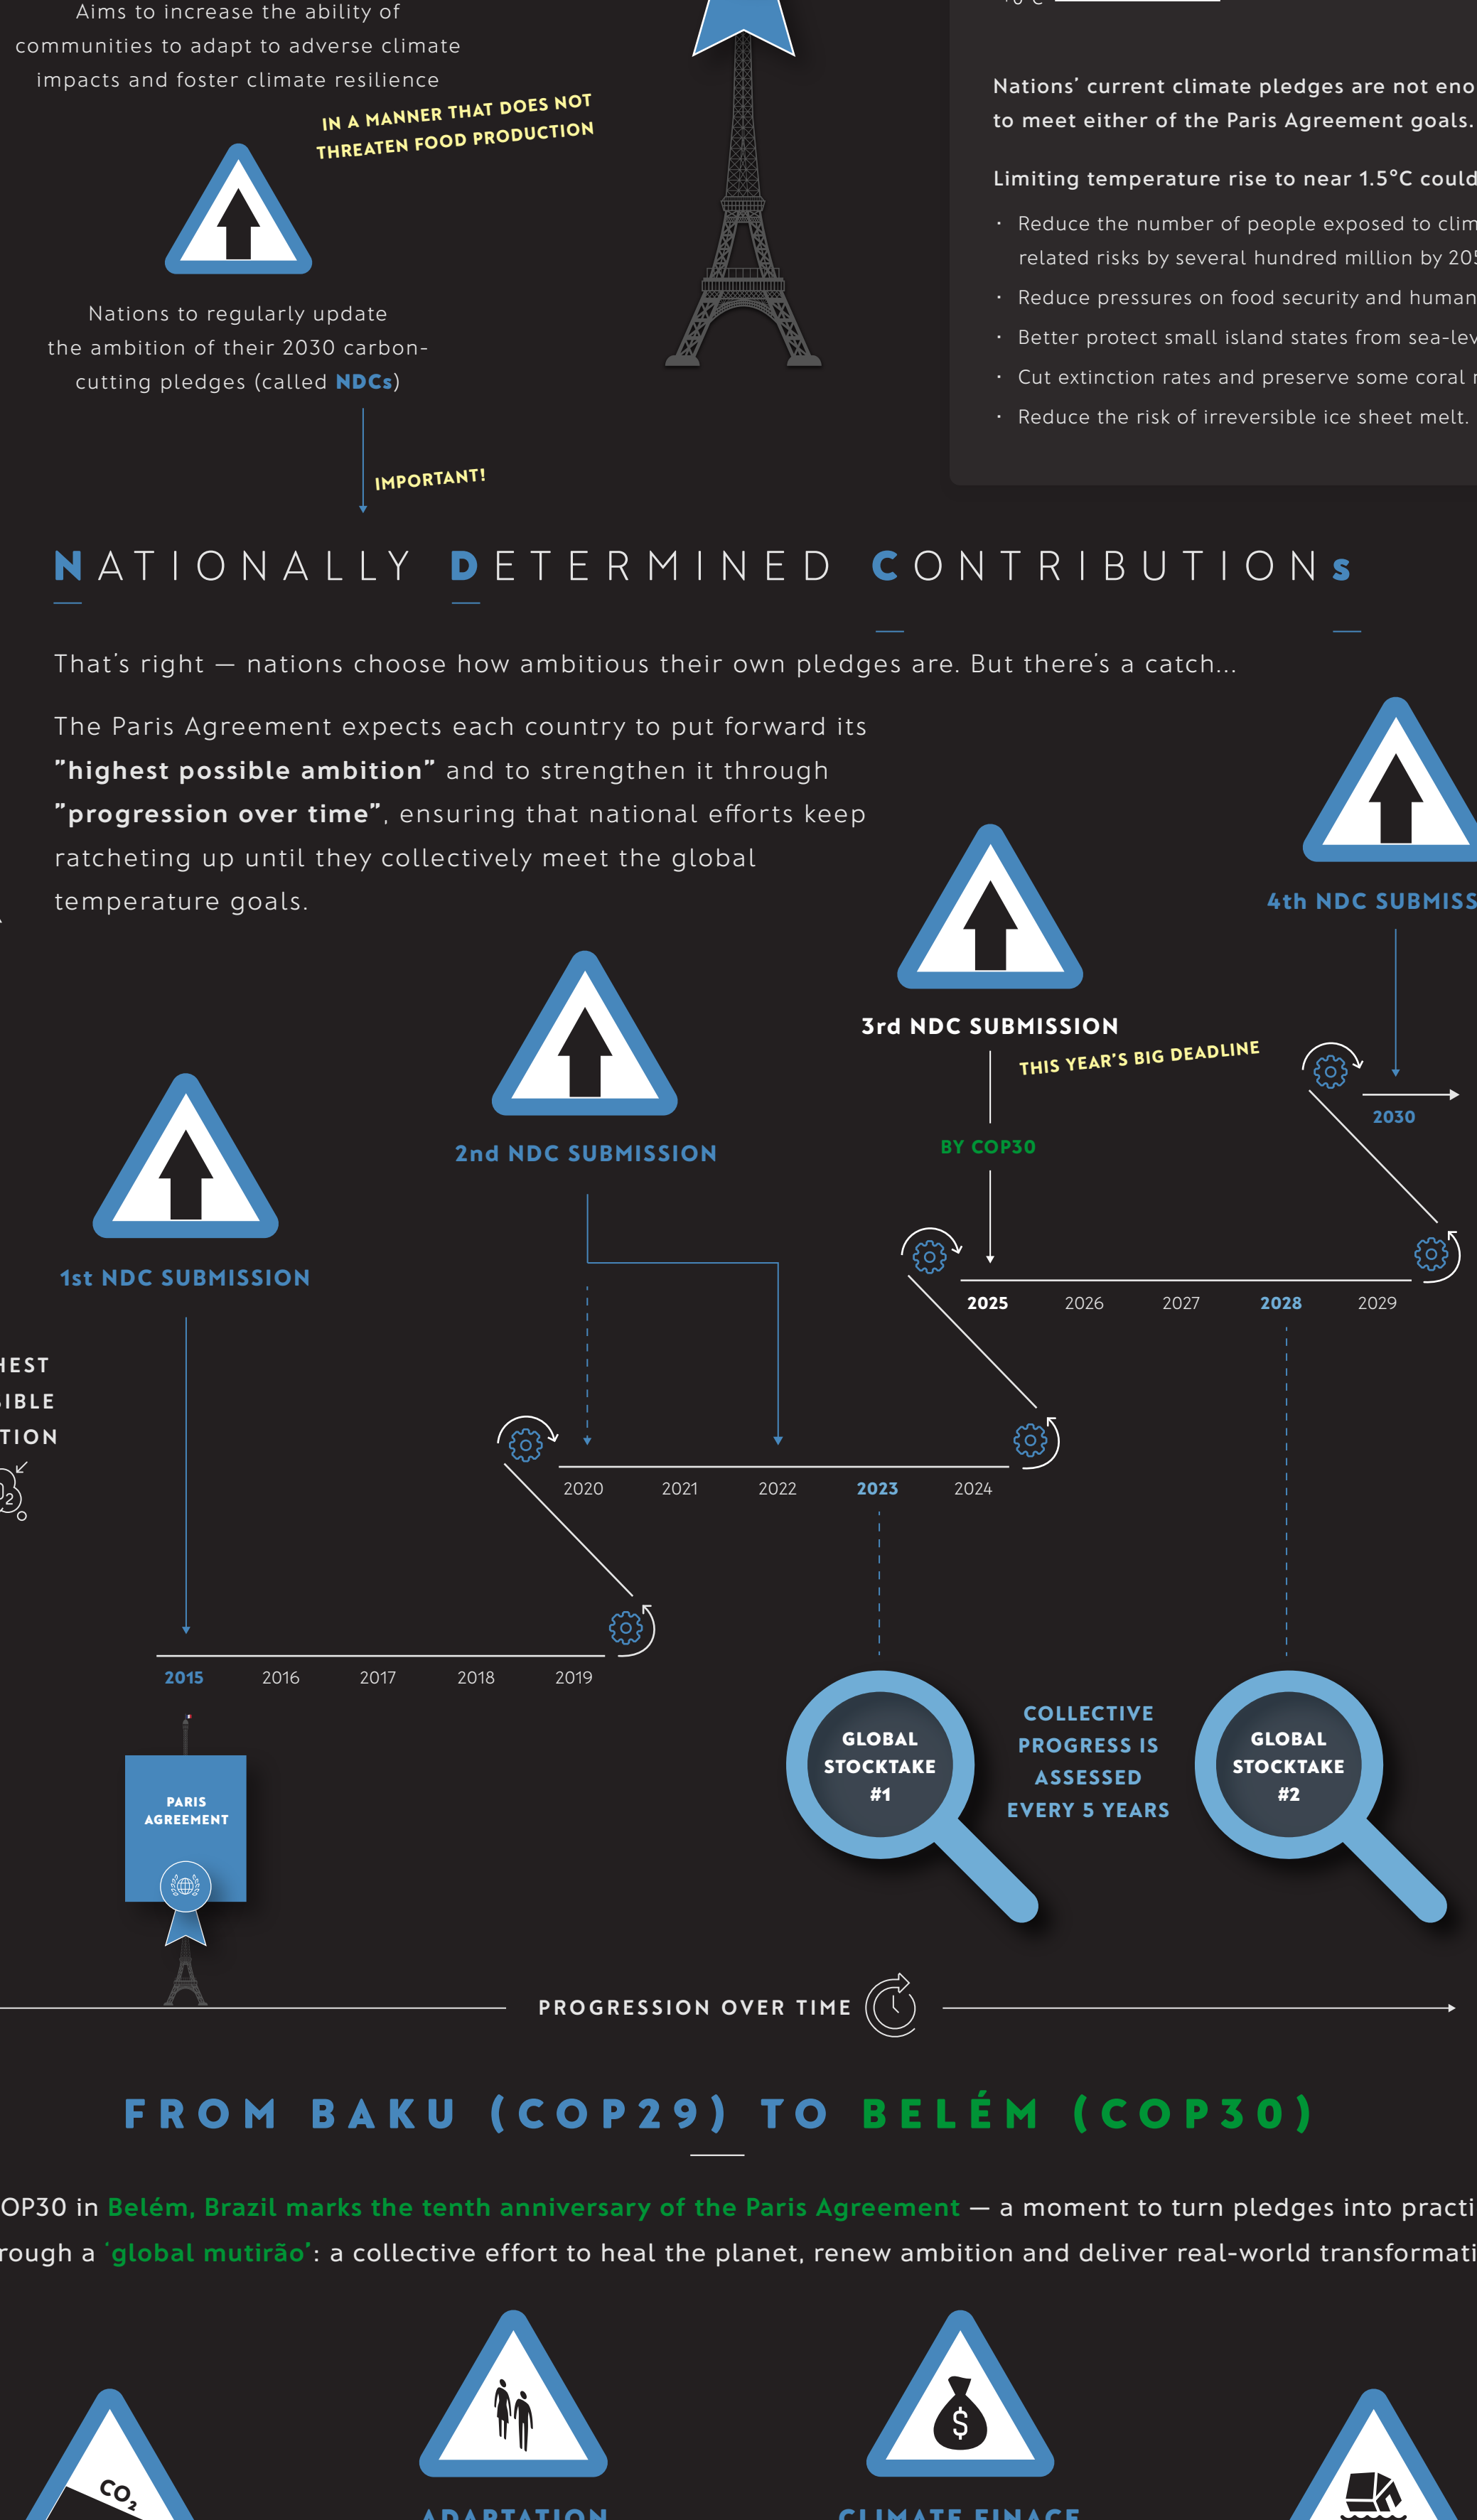 Aims to increase the ability of
communities to adapt to adverse climate
impacts and foster climate resilience
IN A MANNER THAT DOES NOT
THREATEN FOOD PRODUCTION
Nations to regularly update
the ambition of their 2030 carbon-
cutting pledges (called NDCs)
IMPORTANT!
Nations' current climate pledges are not
to meet either of the Paris Agreement goals.
Limiting temperature rise to near 1.5°C could
· Reduce the number of people exposed to
related risks by several hundred million by
· Reduce pressures on food security and human
· Better protect small island states from
· Cut extinction rates and preserve some coral
· Reduce the risk of irreversible ice sheet melt.
NATIONALLY DETERMINED CONTRIBUTIONs
That's right — nations choose how ambitious their own pledges are. But there's a catch...
The Paris Agreement expects each country to put forward its
"highest possible ambition" and to strengthen it through
"progression over time", ensuring that national efforts keep
ratcheting up until they collectively meet the global
temperature goals.
4th NDC
2030
3rd NDC SUBMISSION
THIS YEAR'S BIG DEADLINE
BY COP30
2025 2026 2027 2028 2029
2nd NDC SUBMISSION
2020 2021 2022 2023 2024
1st NDC SUBMISSION
2015 2016 2017 2018 2019
PARIS
AGREEMENT
GLOBAL
STOCKTAKE
#1
COLLECTIVE
PROGRESS IS
ASSESSED
EVERY 5 YEARS
GLOBAL
STOCKTAKE
#2
PROGRESSION OVER TIME
FROM BAKU (COP29) TO BELÉM (COP30)
OP30 in Belém, Brazil marks the tenth anniversary of the Paris Agreement — a moment to turn pledges into
a 'global mutirão': a collective effort to heal the planet, renew ambition and deliver real-world
CO2
$
ADAPTATION
CLIMATE FINACE